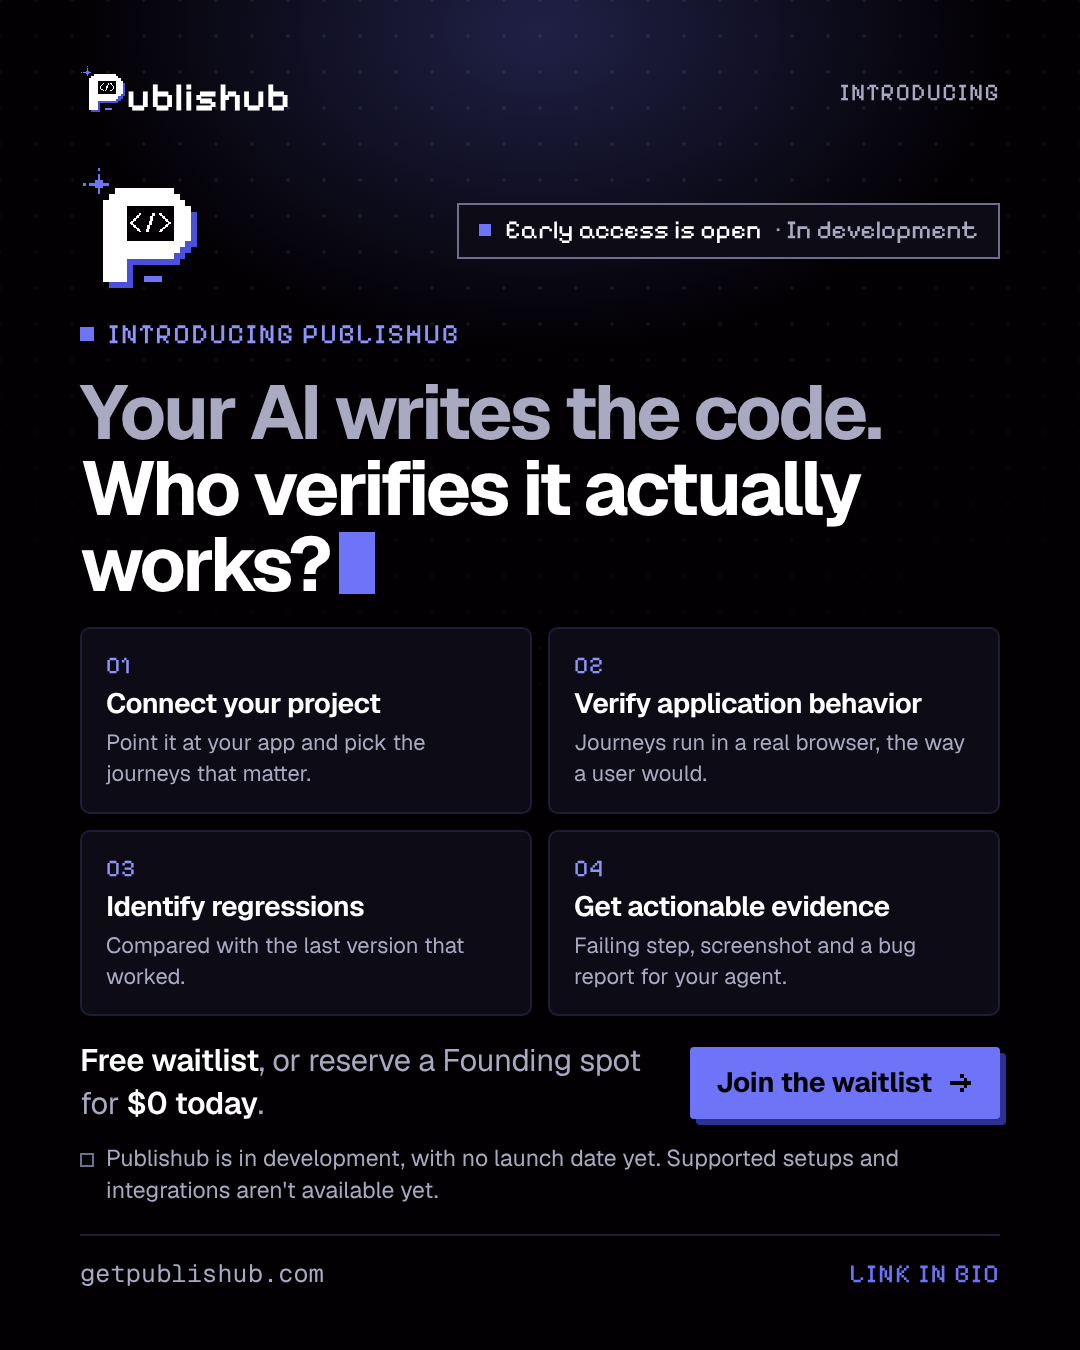 Publishub
INTRODUCING
</>
Early access is open · In development
INTRODUCING PUBLISHUB
Your AI writes the code.
Who verifies it actually
works?
01
Connect your project
Point it at your app and pick the
journeys that matter.
02
Verify application behavior
Journeys run in a real browser, the way
a user would.
03
Identify regressions
Compared with the last version that
worked.
04
Get actionable evidence
Failing step, screenshot and a bug
report for your agent.
Free waitlist, or reserve a Founding spot
for $0 today.
Join the waitlist →
Publishub is in development, with no launch date yet. Supported setups and
integrations aren't available yet.
getpublishub.com
LINK IN BIO